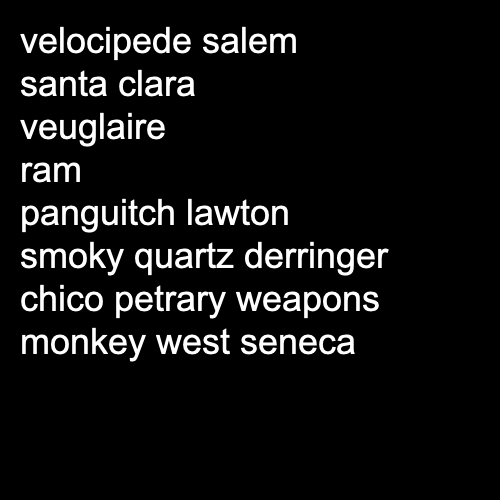 velocipede salem
santa clara
veuglaire
ram
panguitch lawton
smoky quartz derringer
chico petrary weapons
monkey west seneca